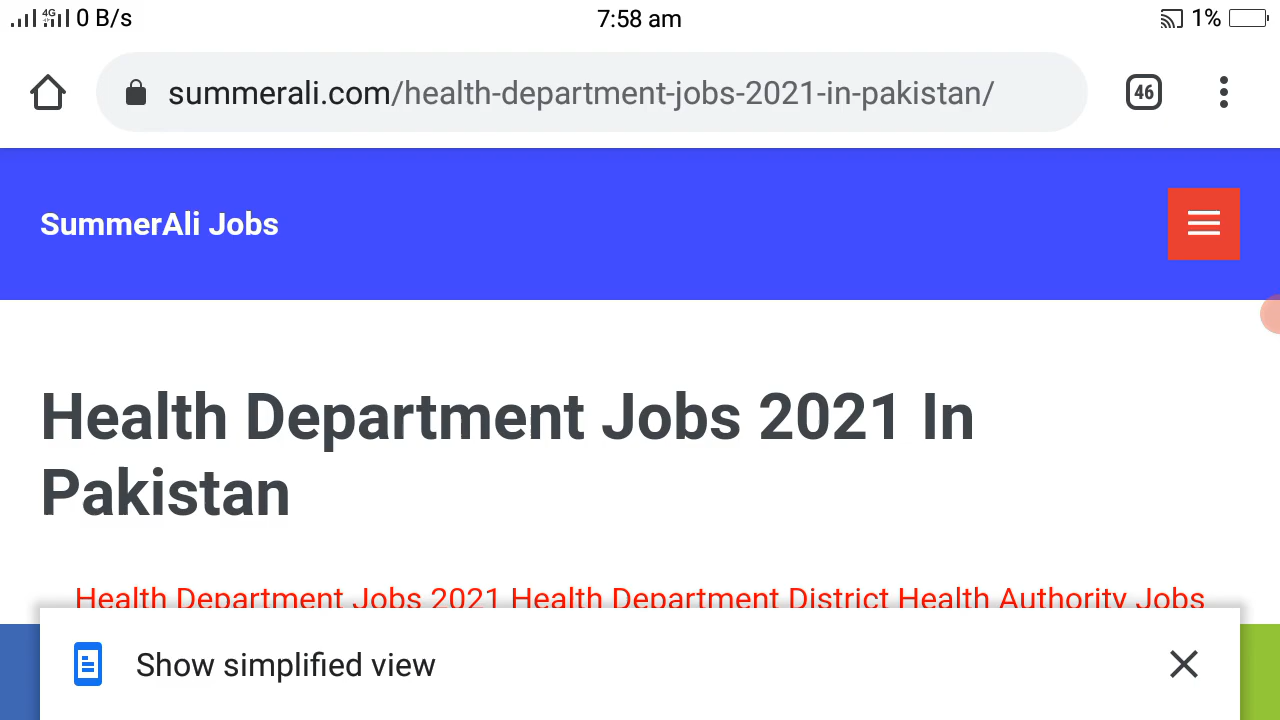 4G 0 B/s 7:58 am 1%
summerali.com/health-department-jobs-2021-in-pakistan/ 46
SummerAli Jobs
Health Department Jobs 2021 In
Pakistan
Health Department Jobs 2021 Health Department District Health Authority Jobs
Show simplified view